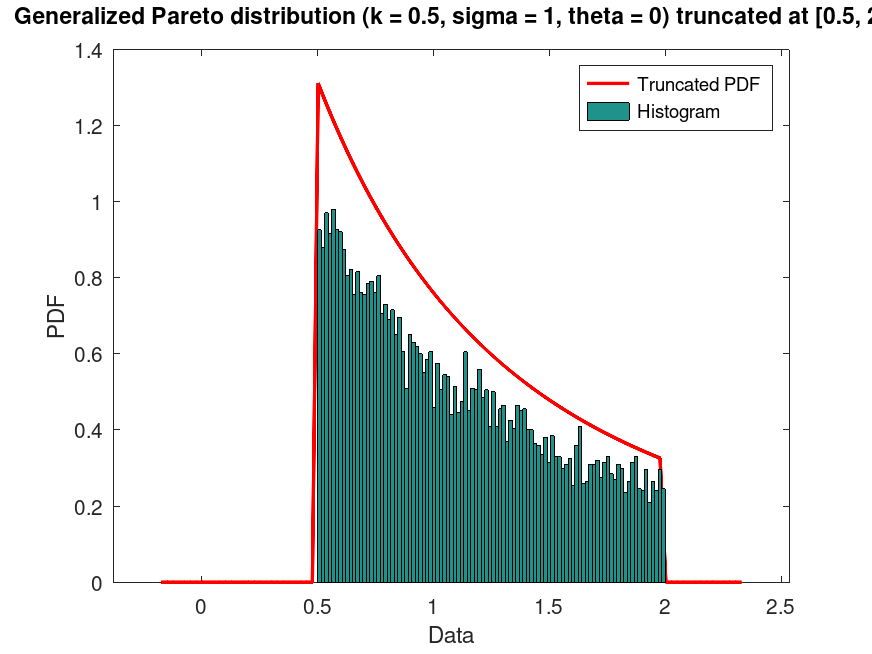 Generalized Pareto distribution (k = 0.5, sigma = 1, theta = 0) truncated at [0.5, 2
1.4
1.2
1
0.8
0.6
0.4
0.2
0
PDF
Truncated PDF
Histogram
0
0.5
1
1.5
2
2.5
Data